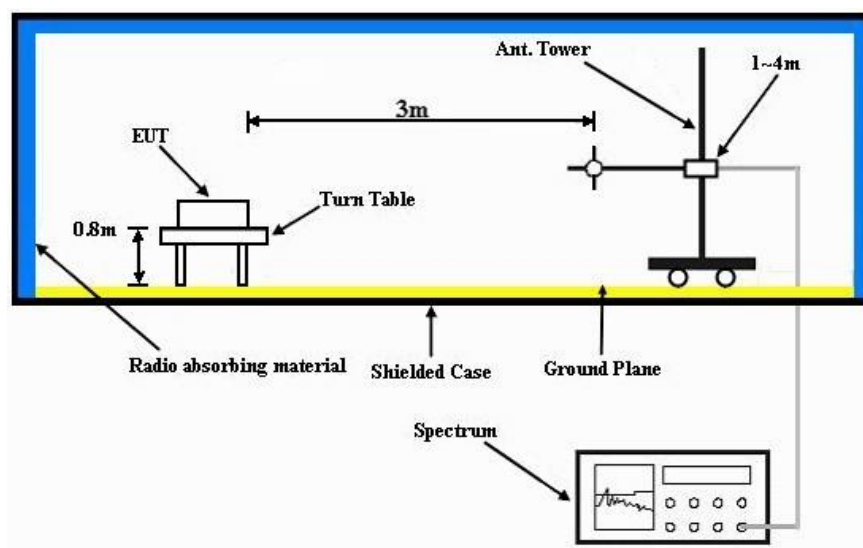 Ant. Tower
1~4m
3m
EUT
Turn Table
0.8m
Radio absorbing material
Shielded Case
Ground Plane
Spectrum